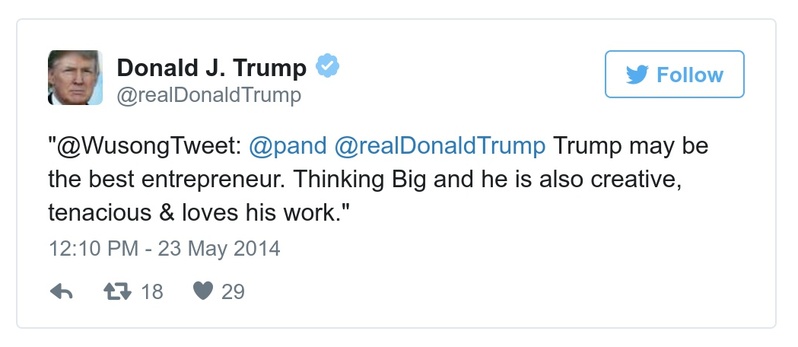 Donald J. Trump
@realDonaldTrump
Follow
"@WusongTweet: @pand @realDonaldTrump Trump may be
the best entrepreneur. Thinking Big and he is also creative,
tenacious & loves his work."
12:10 PM - 23 May 2014
18 29